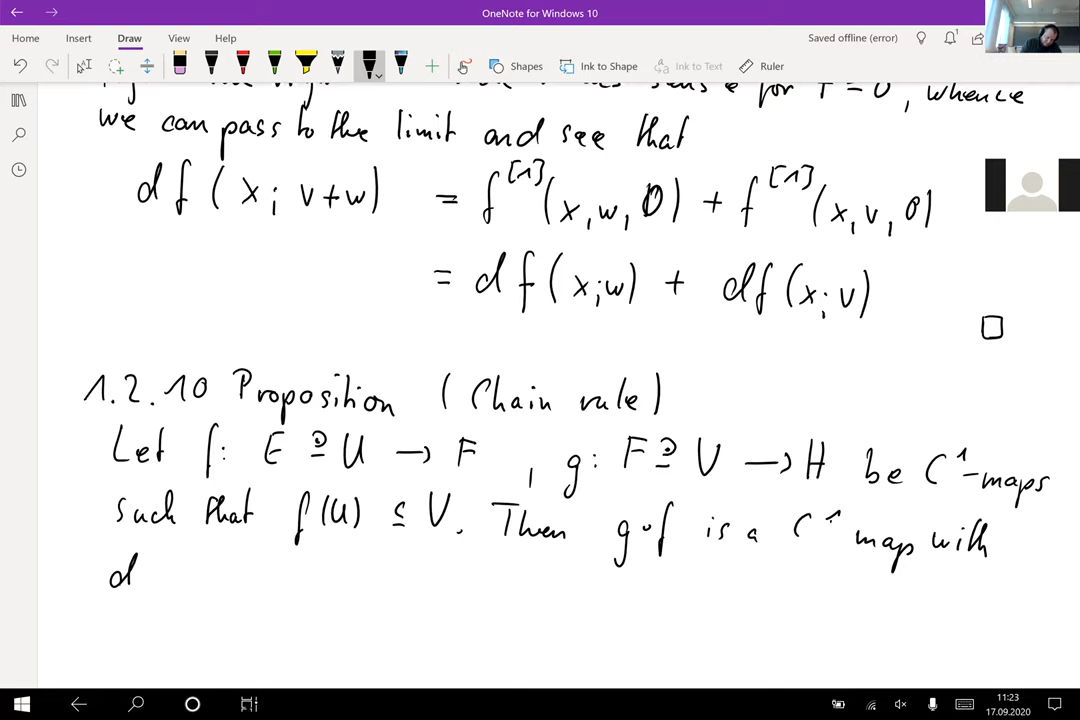 OneNote for Windows 10
Home Insert Draw View Help Saved offline (error)
Shapes Ink to Shape Ink to Text Ruler
for t=0, whence
we can pass to the limit and see that
df(x; v+w) = f^[1](x,w,0) + f^[1](x,v,0)
= df(x;w) + df(x;v)
□
1.2.10 Proposition (Chain rule)
Let f: E ⊇ U → F, g: F ⊇ V → H be C^1-maps
such that f(U) ⊆ V. Then g∘f is a C^1 map with
d
11:23
17.09.2020